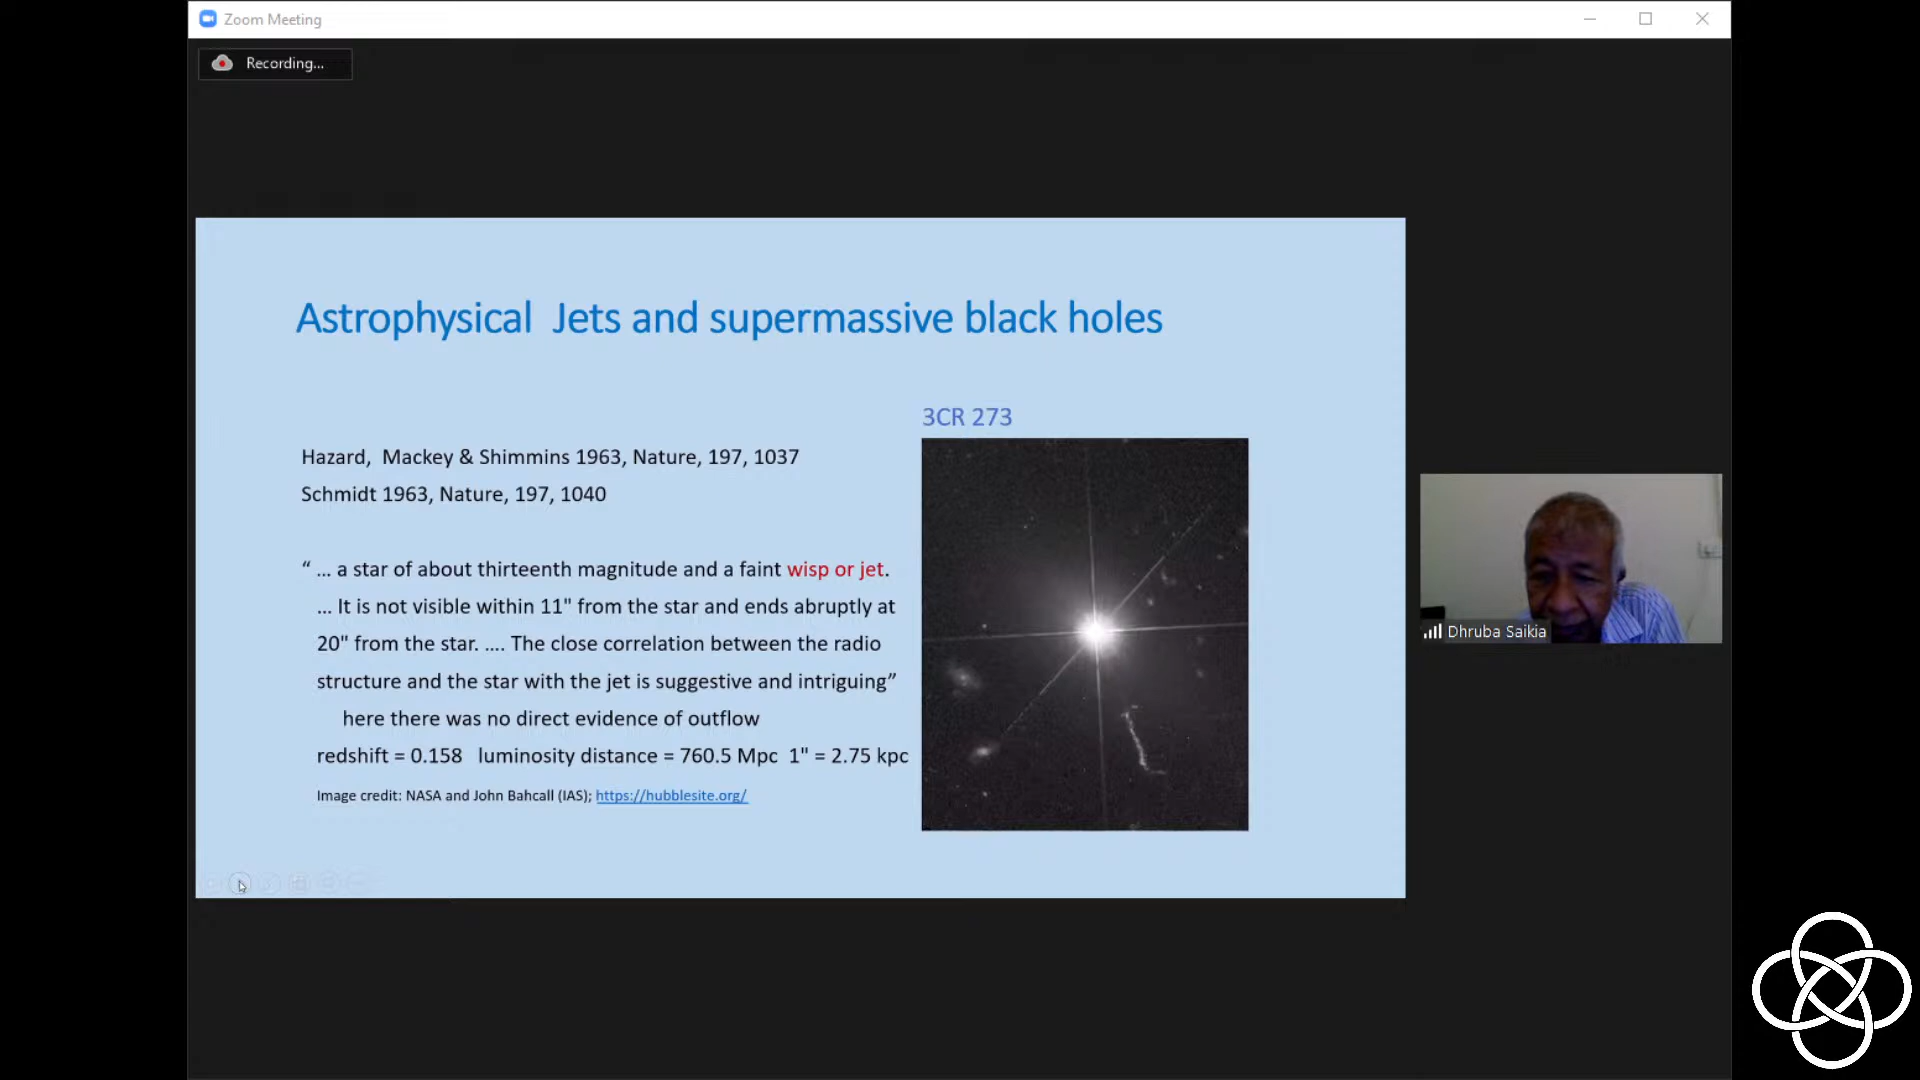 Zoom Meeting
Recording...
Astrophysical Jets and supermassive black holes
3CR 273
Hazard, Mackey & Shimmins 1963, Nature, 197, 1037
Schmidt 1963, Nature, 197, 1040
“ ... a star of about thirteenth magnitude and a faint wisp or jet.
... It is not visible within 11" from the star and ends abruptly at
20" from the star. .... The close correlation between the radio
structure and the star with the jet is suggestive and intriguing”
here there was no direct evidence of outflow
redshift = 0.158 luminosity distance = 760.5 Mpc 1" = 2.75 kpc
Image credit: NASA and John Bahcall (IAS); https://hubblesite.org/
Dhruba Saikia